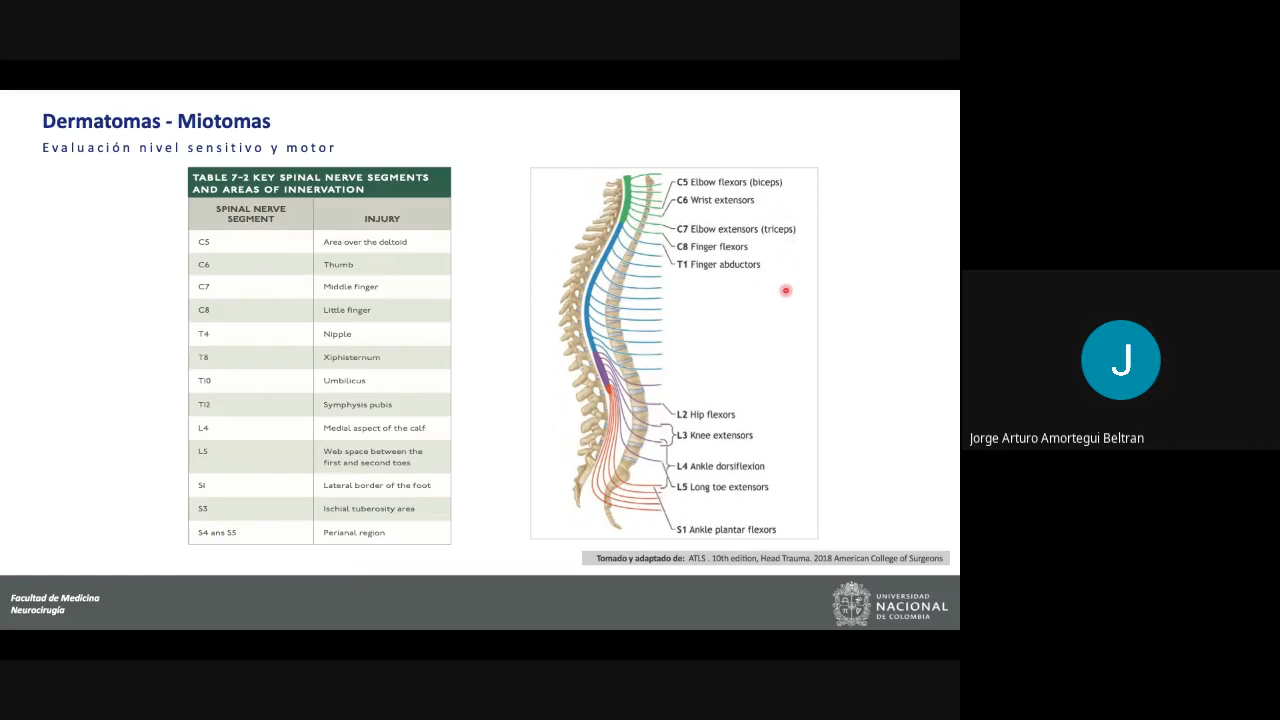 Dermatomas - Miotomas
Evaluación nivel sensitivo y motor
TABLE 7-2 KEY SPINAL NERVE SEGMENTS
AND AREAS OF INNERVATION
SPINAL NERVE
SEGMENT
INJURY
C5 Area over the deltoid
C6 Thumb
C7 Middle finger
C8 Little finger
T4 Nipple
T8 Xiphisternum
T10 Umbilicus
T12 Symphysis pubis
L4 Medial aspect of the calf
L5 Web space between the
first and second toes
S1 Lateral border of the foot
S3 Ischial tuberosity area
S4 ans S5 Perianal region
C5 Elbow flexors (biceps)
C6 Wrist extensors
C7 Elbow extensors (triceps)
C8 Finger flexors
T1 Finger abductors
L2 Hip flexors
L3 Knee extensors
L4 Ankle dorsiflexion
L5 Long toe extensors
S1 Ankle plantar flexors
Tomado y adaptado de: ATLS . 10th edition, Head Trauma. 2018 American College of Surgeons
Facultad de Medicina
Neurocirugía
UNIVERSIDAD
NACIONAL
DE COLOMBIA
J
Jorge Arturo Amortegui Beltran